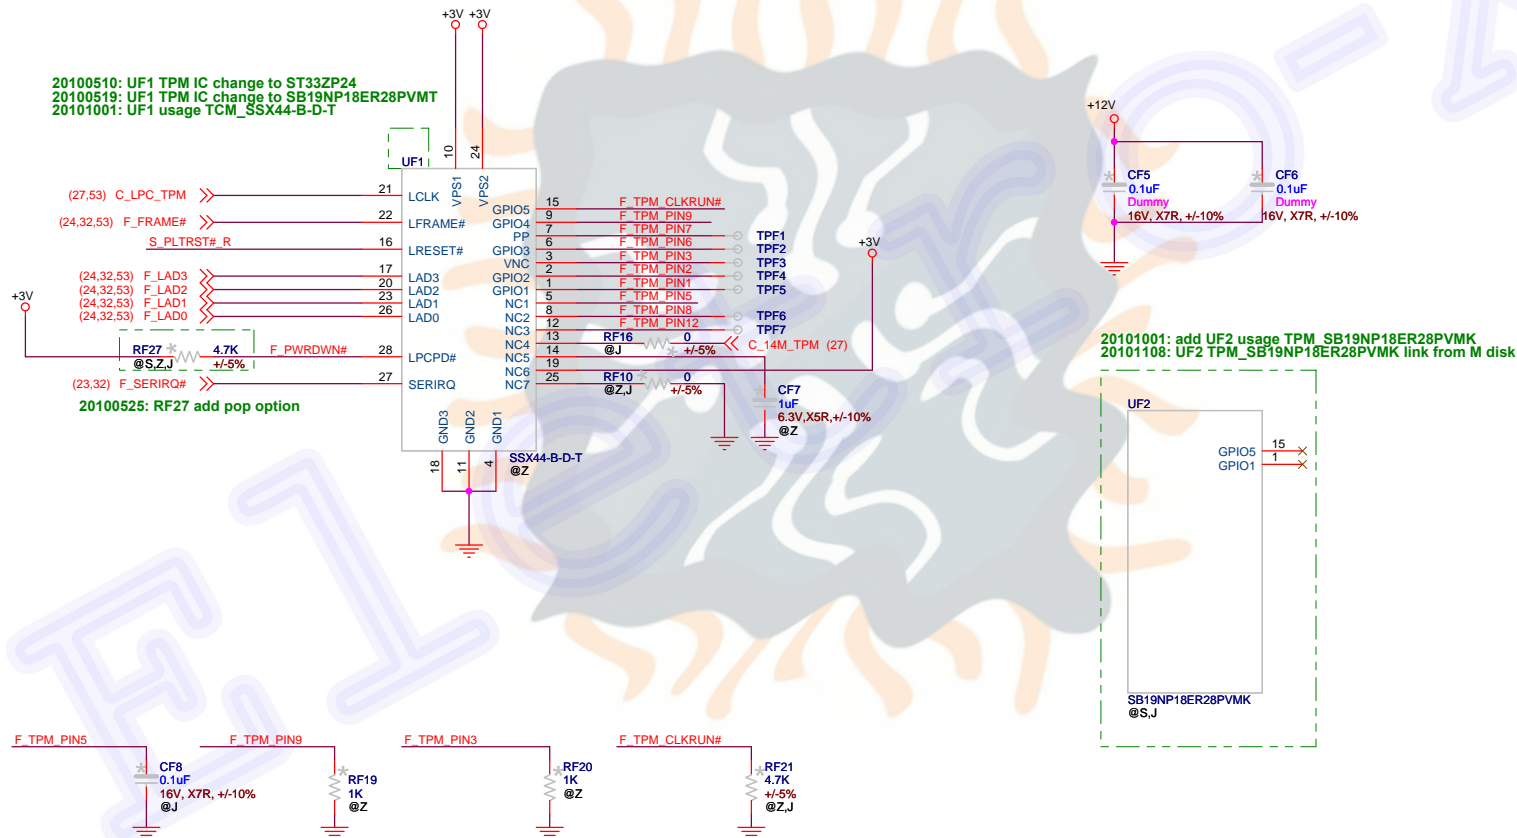 +3V +3V
20100510: UF1 TPM IC change to ST33ZP24
20100519: UF1 TPM IC change to SB19NP18ER28PVMT
20101001: UF1 usage TCM_SSX44-B-D-T
+12V
UF1
10
24
VPS1
VPS2
(27,53) C_LPC_TPM 21 LCLK
(24,32,53) F_FRAME# 22 LFRAME#
S_PLTRST#_R 16 LRESET#
(24,32,53) F_LAD3 17 LAD3
(24,32,53) F_LAD2 20 LAD2
(24,32,53) F_LAD1 23 LAD1
(24,32,53) F_LAD0 26 LAD0
+3V
RF27 4.7K F_PWRDWN# 28 LPCPD#
@S,Z,J +/-5%
(23,32) F_SERIRQ# 27 SERIRQ
20100525: RF27 add pop option
GPIO5 15 F_TPM_CLKRUN#
GPIO4 9 F_TPM_PIN9
PP 7 F_TPM_PIN7 TPF1
GPIO3 6 F_TPM_PIN6 TPF2
VNC 3 F_TPM_PIN3 TPF3
GPIO2 2 F_TPM_PIN2 TPF4
GPIO1 1 F_TPM_PIN1 TPF5
NC1 5 F_TPM_PIN5
NC2 8 F_TPM_PIN8 TPF6
NC3 12 F_TPM_PIN12 TPF7
NC4 13 RF16 0 C_14M_TPM (27)
@J +/-5%
NC5 14
NC6 19
NC7 25 RF10 0
@Z,J +/-5%
+3V
CF7
1uF
6.3V,X5R,+/-10%
@Z
GND3
GND2
GND1
18
11
4
SSX44-B-D-T
@Z
CF5
0.1uF
Dummy
16V, X7R, +/-10%
CF6
0.1uF
Dummy
16V, X7R, +/-10%
20101001: add UF2 usage TPM_SB19NP18ER28PVMK
20101108: UF2 TPM_SB19NP18ER28PVMK link from M disk
UF2
GPIO5 15
GPIO1 1
SB19NP18ER28PVMK
@S,J
F_TPM_PIN5
CF8
0.1uF
16V, X7R, +/-10%
@J
F_TPM_PIN9
RF19
1K
@Z
F_TPM_PIN3
RF20
1K
@Z
F_TPM_CLKRUN#
RF21
4.7K
+/-5%
@Z,J